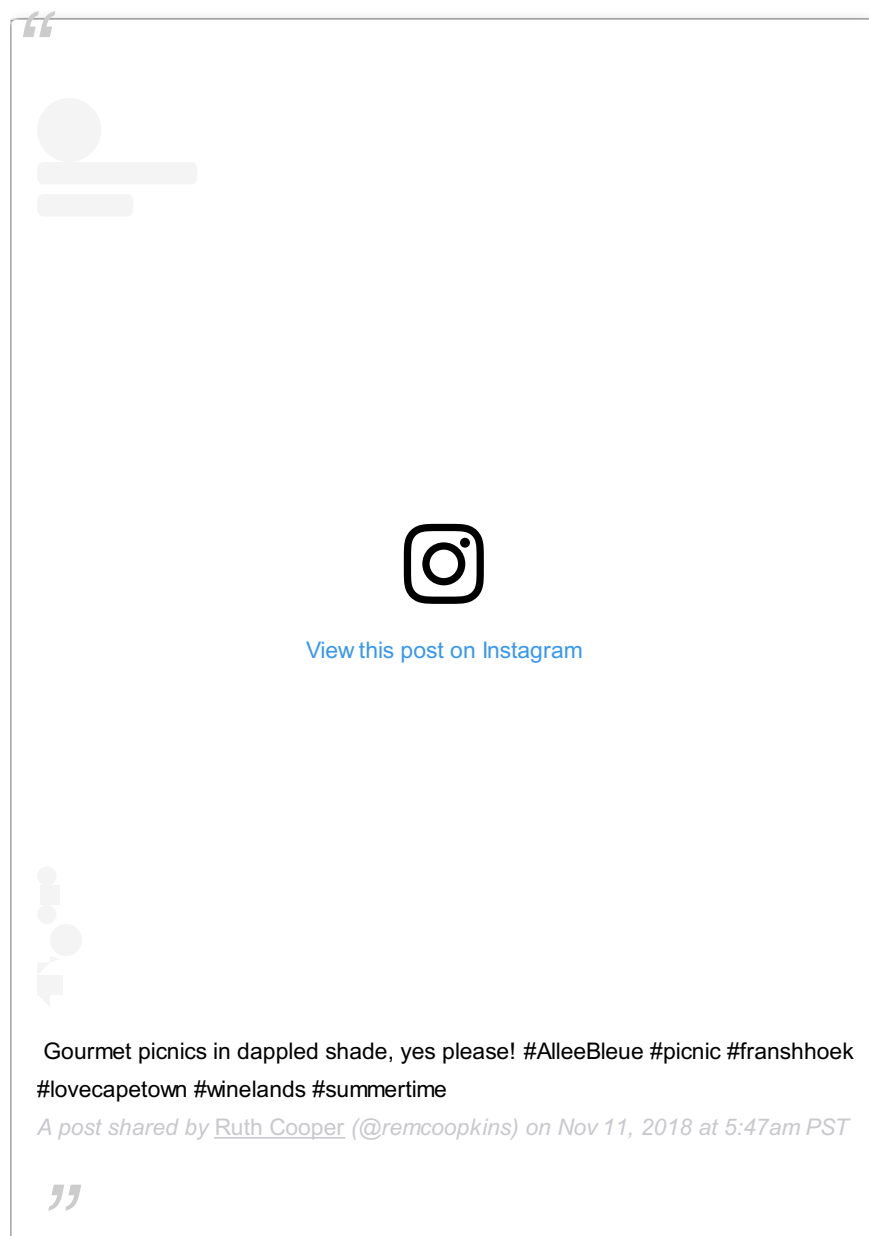 “
View this post on Instagram
Gourmet picnics in dappled shade, yes please! #AlleeBleue #picnic #franshhoek
#lovecapetown #winelands #summertime
A post shared by Ruth Cooper (@remcoopkins) on Nov 11, 2018 at 5:47am PST
”